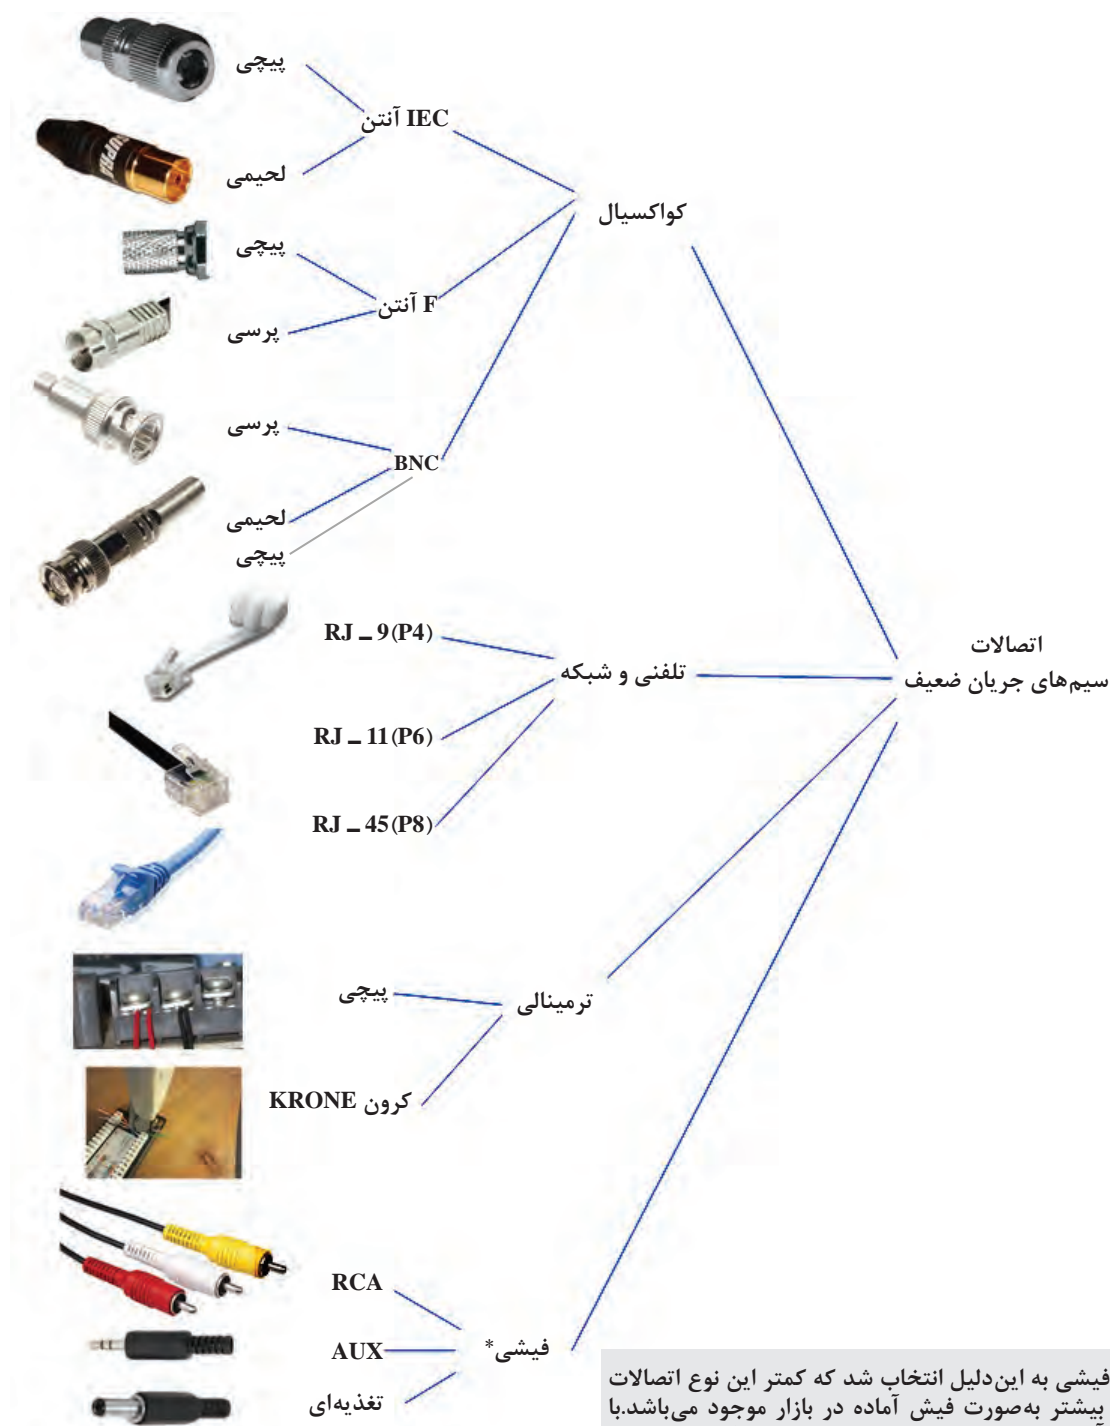 پیچی
IEC آنتن
لحیمی
SUPRA
کواکسیال
پیچی
F آنتن
پرسی
پرسی
BNC
لحیمی
پیچی
RJ – 9(P4)
اتصالات
سیم‌های جریان ضعیف
تلفنی و شبکه
RJ – 11(P6)
RJ – 45(P8)
پیچی
ترمینالی
کرون KRONE
RCA
فیشی*
AUX
تغذیه‌ای
فیشی به این‌دلیل انتخاب شد که کمتر این نوع اتصالات
بیشتر به‌صورت فیش آماده در بازار موجود می‌باشد.با